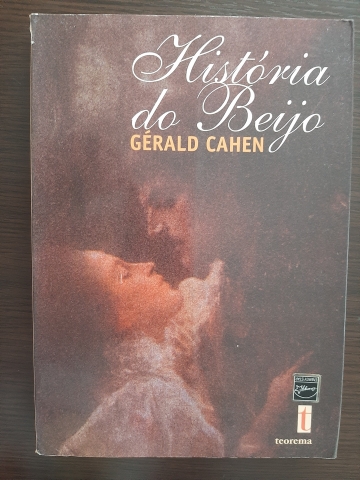 História
do Beijo
GÉRALD CAHEN
t
teorema